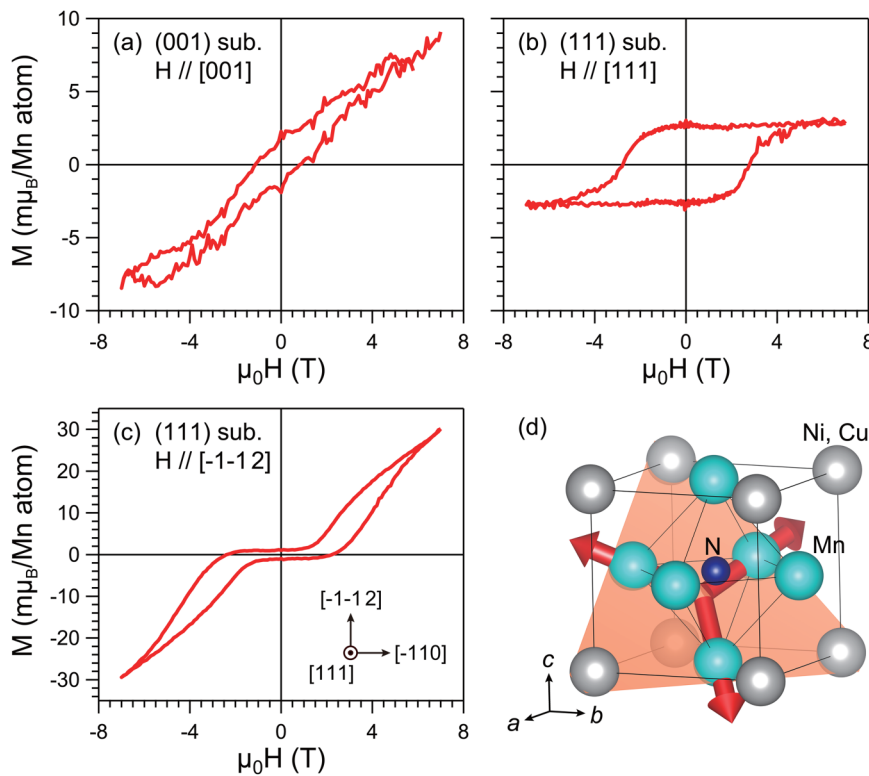 (a) (001) sub.
H // [001]
M (mµB/Mn atom)
10
5
0
-5
-10
-8
-4
0
4
8
µ0H (T)
(b) (111) sub.
H // [111]
-8
-4
0
4
8
µ0H (T)
(c) (111) sub.
H // [-1-12]
M (mµB/Mn atom)
30
20
10
0
-10
-20
-30
[-1-12]
[-110]
[111]
-8
-4
0
4
8
µ0H (T)
(d)
Ni, Cu
N
Mn
c
a
b